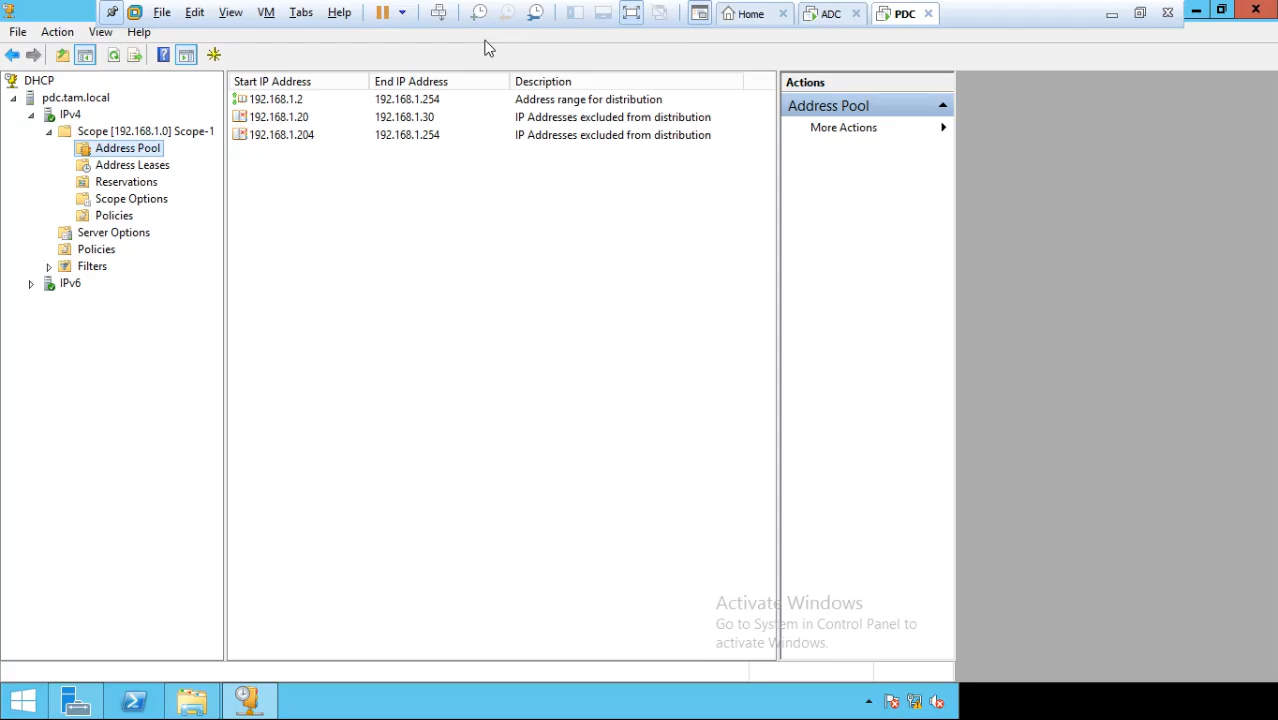 File Edit View VM Tabs Help Home ADC PDC
File Action View Help
DHCP
pdc.tam.local
IPv4
Scope [192.168.1.0] Scope-1
Address Pool
Address Leases
Reservations
Scope Options
Policies
Server Options
Policies
Filters
IPv6
Start IP Address End IP Address Description
192.168.1.2 192.168.1.254 Address range for distribution
192.168.1.20 192.168.1.30 IP Addresses excluded from distribution
192.168.1.204 192.168.1.254 IP Addresses excluded from distribution
Actions
Address Pool
More Actions
Activate Windows
Go to System in Control Panel to
activate Windows.